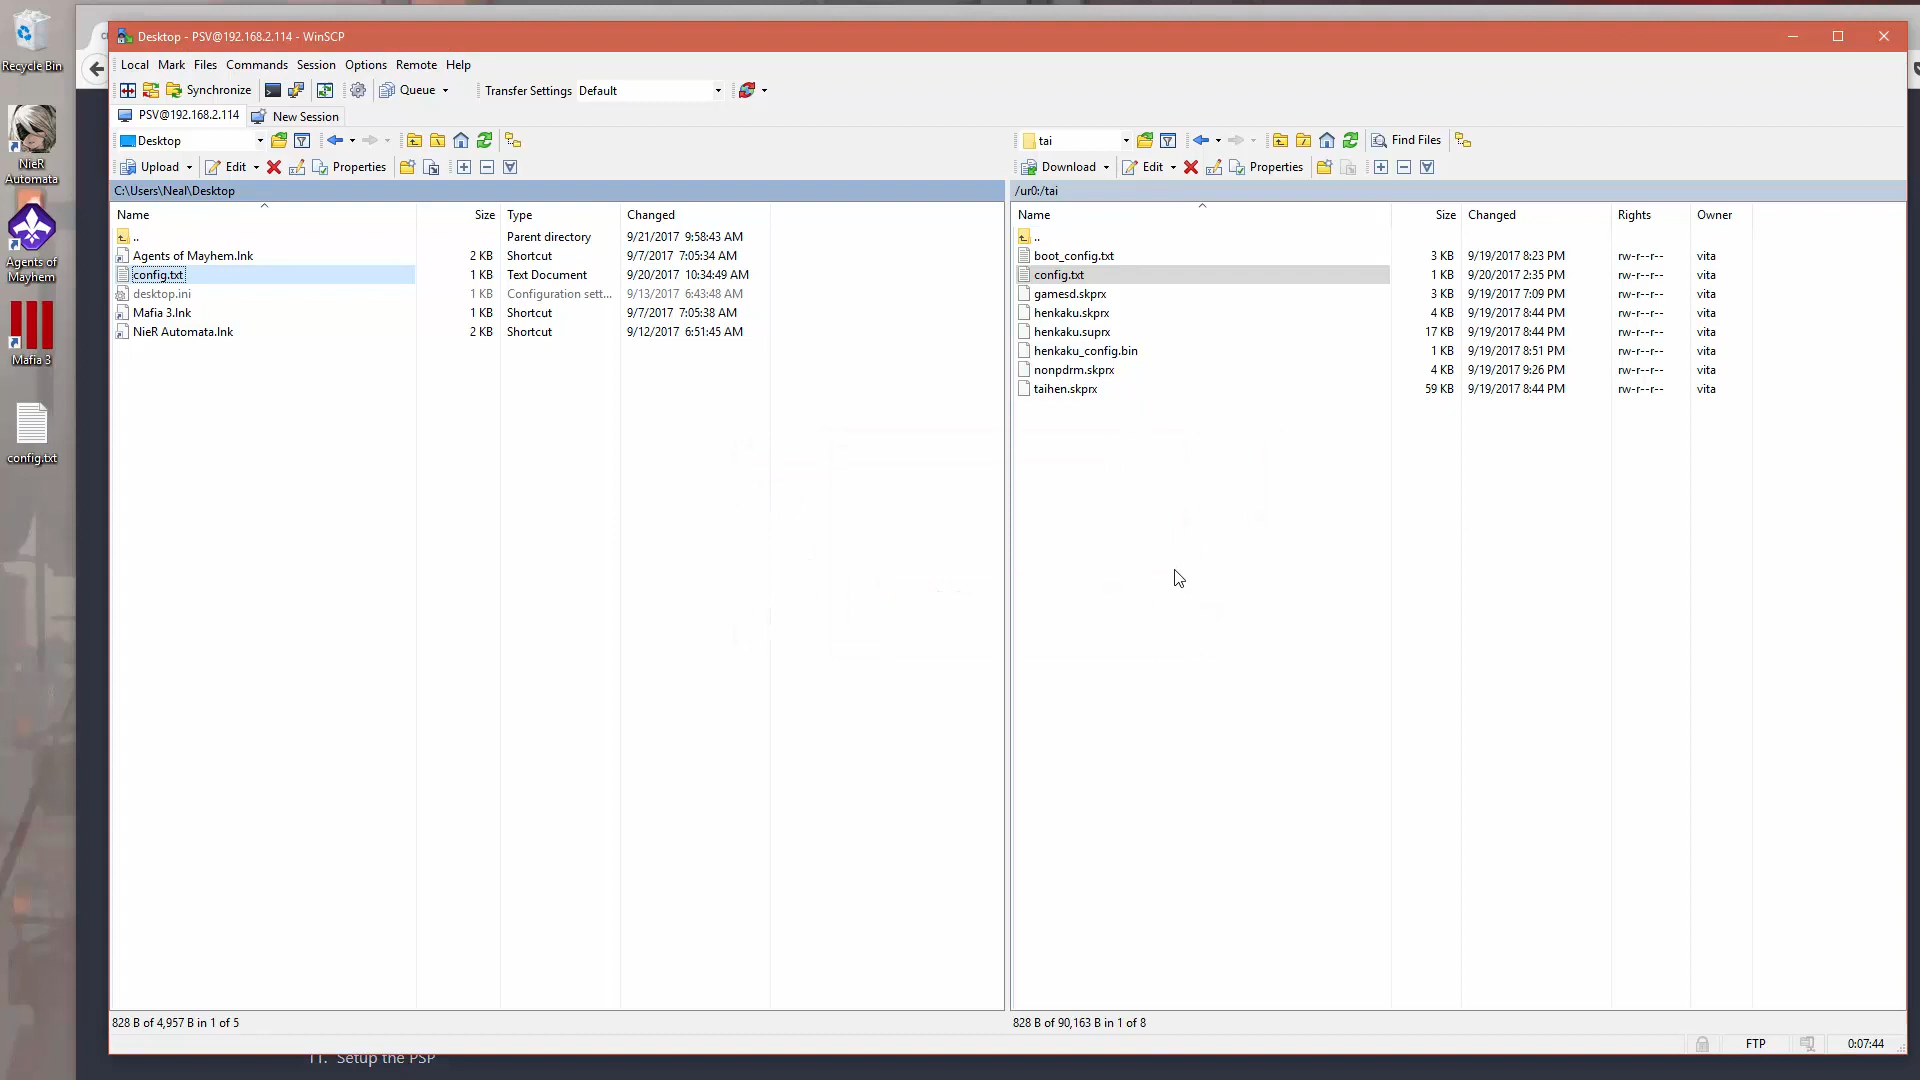 Recycle Bin
NieR
Automata
Agents of
Mayhem
Mafia 3
config.txt
Desktop - PSV@192.168.2.114 - WinSCP
Local Mark Files Commands Session Options Remote Help
Synchronize Queue Transfer Settings Default
PSV@192.168.2.114 New Session
Desktop
Upload Edit Properties
C:\Users\Neal\Desktop
Name Size Type Changed
.. Parent directory 9/21/2017 9:58:43 AM
Agents of Mayhem.lnk 2 KB Shortcut 9/7/2017 7:05:34 AM
config.txt 1 KB Text Document 9/20/2017 10:34:49 AM
desktop.ini 1 KB Configuration sett... 9/13/2017 6:43:48 AM
Mafia 3.lnk 1 KB Shortcut 9/7/2017 7:05:38 AM
NieR Automata.lnk 2 KB Shortcut 9/12/2017 6:51:45 AM
828 B of 4,957 B in 1 of 5
tai Find Files
Download Edit Properties
/ur0:/tai
Name Size Changed Rights Owner
..
boot_config.txt 3 KB 9/19/2017 8:23 PM rw-r--r-- vita
config.txt 1 KB 9/20/2017 2:35 PM rw-r--r-- vita
gamesd.skprx 3 KB 9/19/2017 7:09 PM rw-r--r-- vita
henkaku.skprx 4 KB 9/19/2017 8:44 PM rw-r--r-- vita
henkaku.suprx 17 KB 9/19/2017 8:44 PM rw-r--r-- vita
henkaku_config.bin 1 KB 9/19/2017 8:51 PM rw-r--r-- vita
nonpdrm.skprx 4 KB 9/19/2017 9:26 PM rw-r--r-- vita
taihen.skprx 59 KB 9/19/2017 8:44 PM rw-r--r-- vita
828 B of 90,163 B in 1 of 8
FTP 0:07:44
11. Setup the PSP